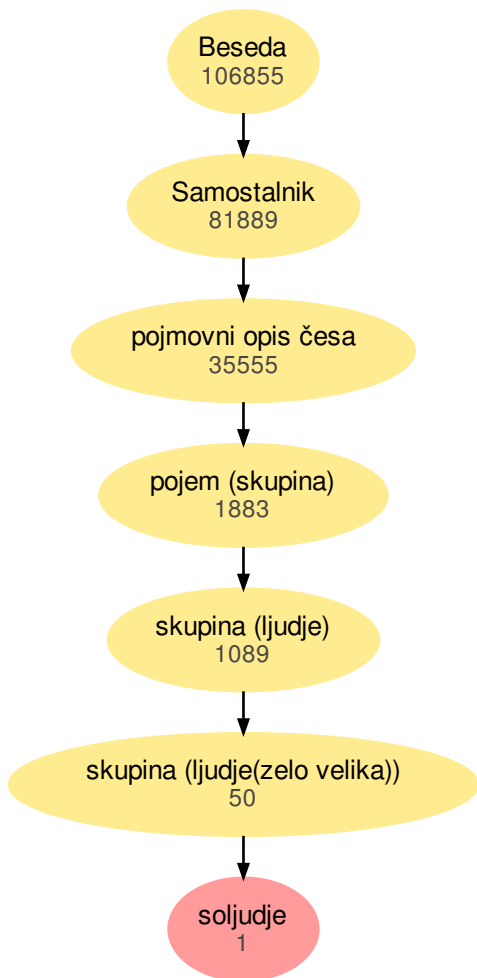 Beseda
106855
Samostalnik
81889
pojmovni opis česa
35555
pojem (skupina)
1883
skupina (ljudje)
1089
skupina (ljudje(zelo velika))
50
soljudje
1